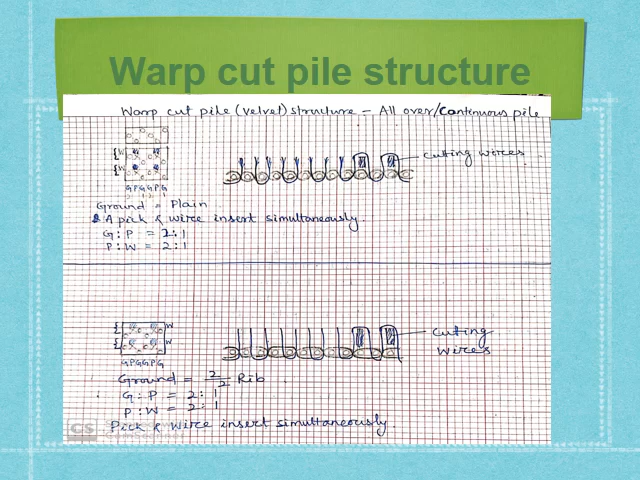 Warp cut pile structure
Warp cut pile (velvet) structure - All over/Continuous pile
Cutting wires
W
W
G P G G P G
Ground = Plain
A pick & wire insert simultaneously.
G : P = 2 : 1
P : W = 2 : 1
W
W
Cutting
wires
G P G G P G
Ground = 2/2 Rib
G : P = 2 : 1
P : W = 2 : 1
Pick & wire insert simultaneously.
CS
CamScanner